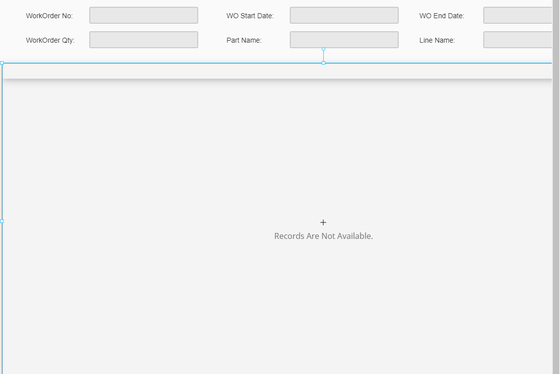 WorkOrder No: WO Start Date: WO End Date:
WorkOrder Qty: Part Name: Line Name:
Records Are Not Available.